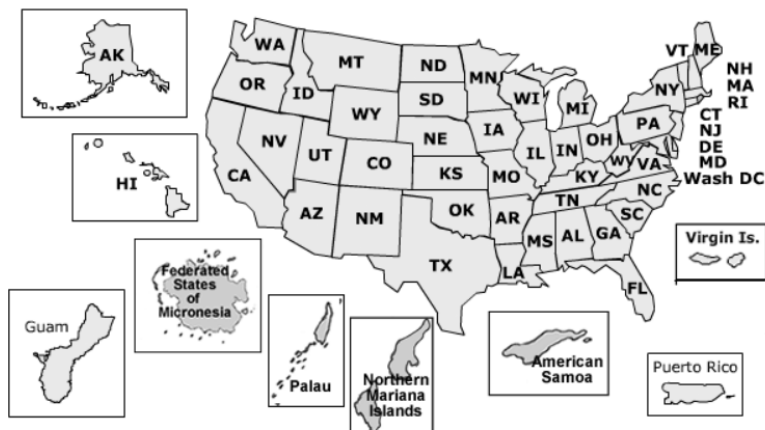 AK
WA
MT
ND
MN
VT
ME
NH
MA
RI
CT
NJ
DE
MD
Wash DC
OR
ID
WY
SD
WI
MI
NY
NV
UT
CO
NE
IA
IL
IN
OH
PA
WV
VA
CA
KS
MO
KY
NC
HI
AZ
NM
OK
AR
TN
SC
MS
AL
GA
TX
LA
FL
Virgin Is.
Federated
States
of
Micronesia
Guam
Palau
Northern
Mariana
Islands
American
Samoa
Puerto Rico